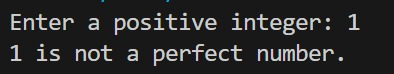 Enter a positive integer: 1
1 is not a perfect number.